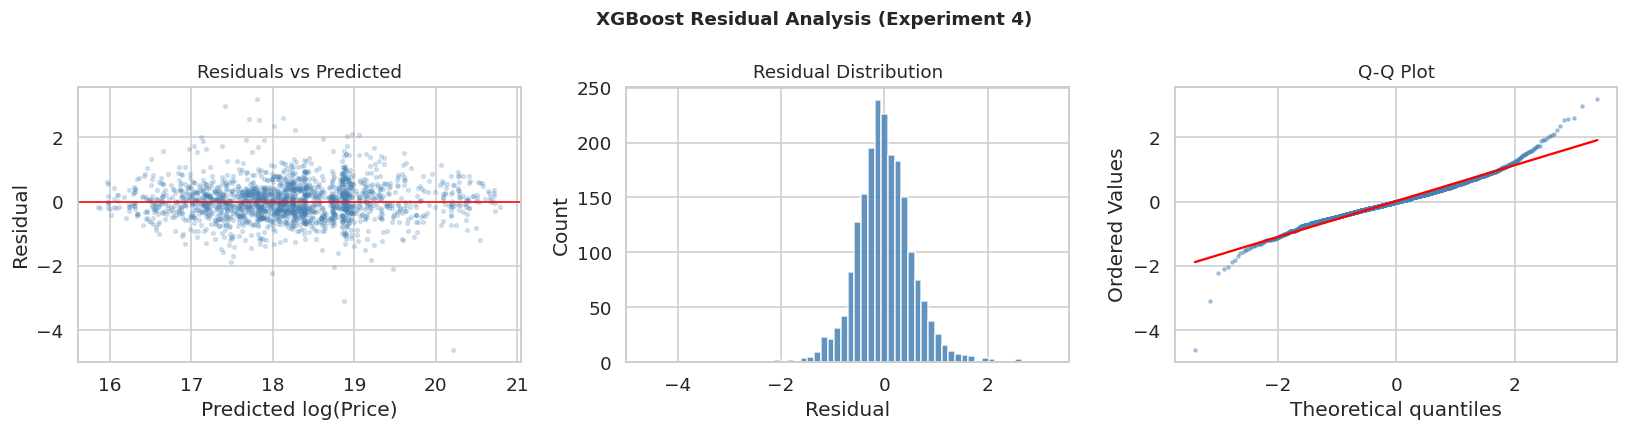 XGBoost Residual Analysis (Experiment 4)
Residuals vs Predicted
2
0
−2
−4
Residual
16 17 18 19 20 21
Predicted log(Price)
Residual Distribution
250
200
150
100
50
0
Count
−4 −2 0 2
Residual
Q-Q Plot
2
0
−2
−4
Ordered Values
−2 0 2
Theoretical quantiles